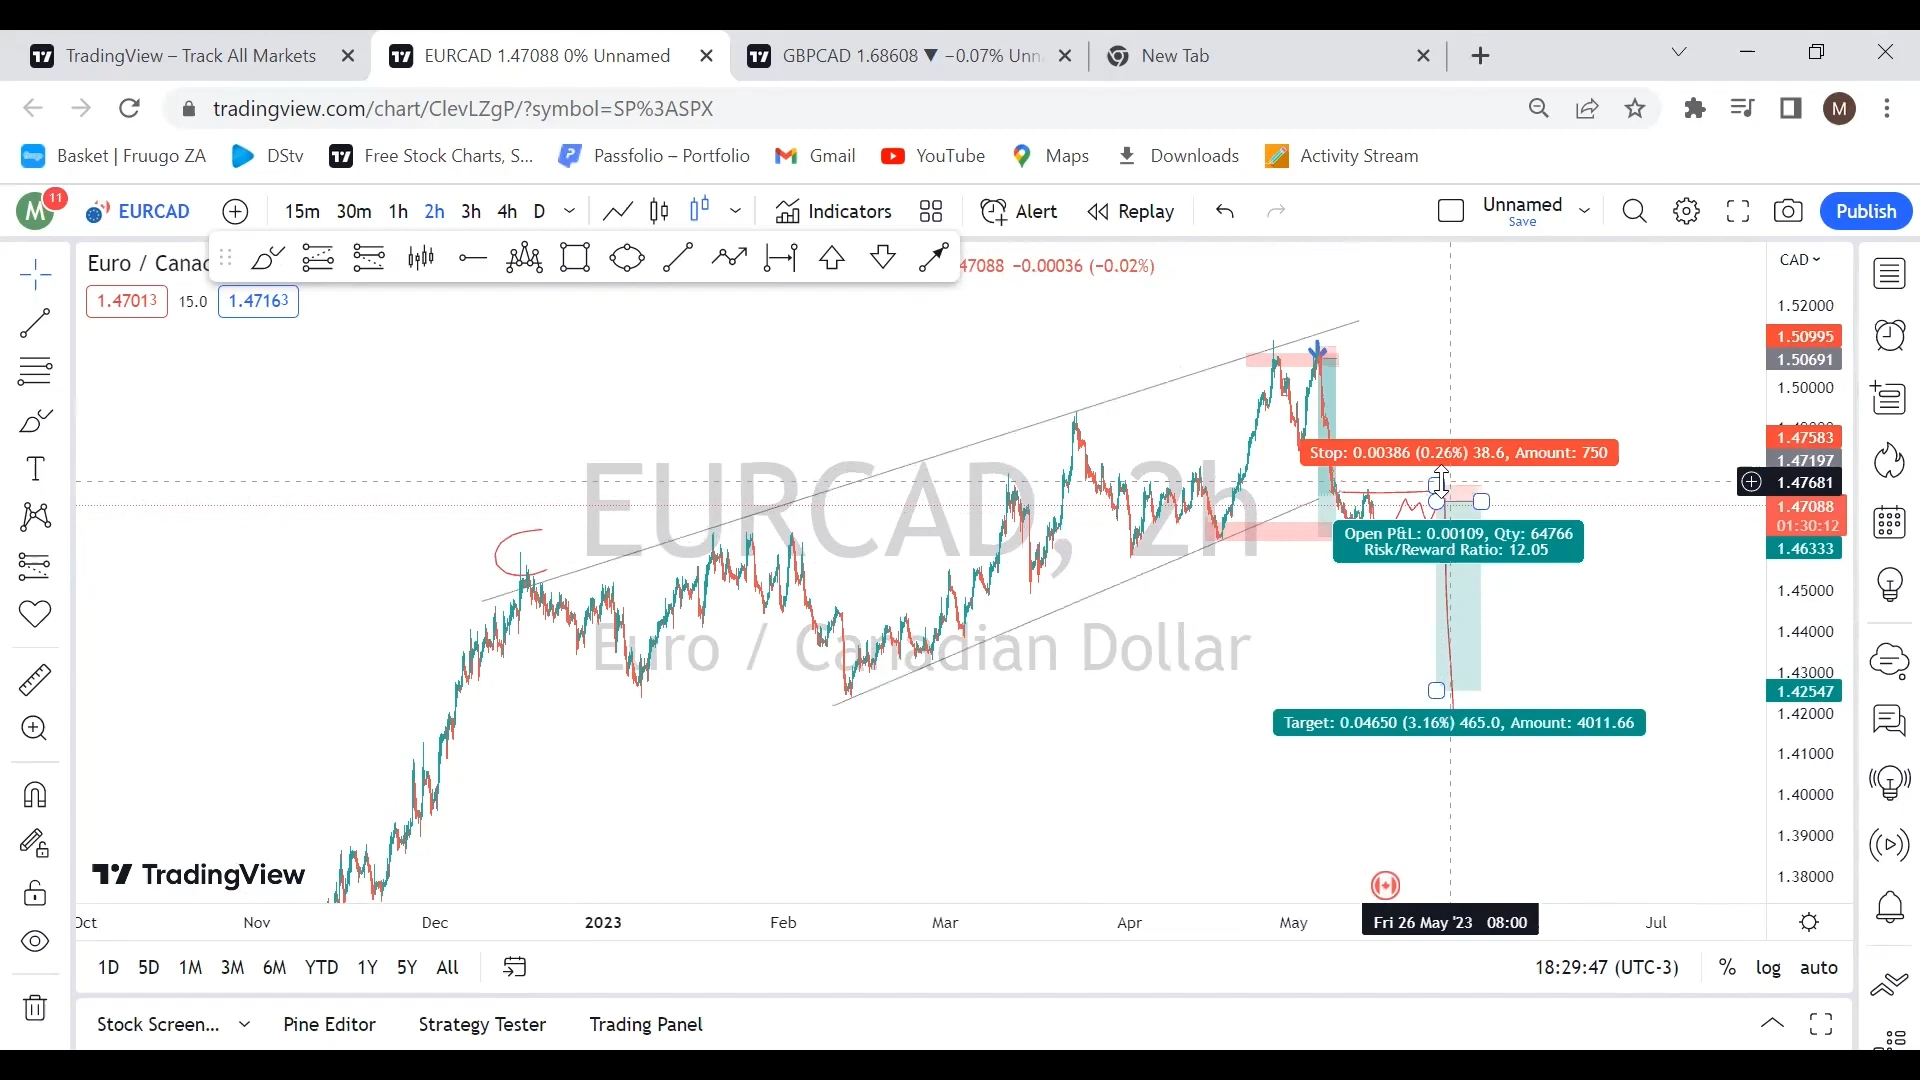 TradingView – Track All Markets
EURCAD 1.47088 0% Unnamed
GBPCAD 1.68608 ▼ −0.07% Unn
New Tab
tradingview.com/chart/ClevLZgP/?symbol=SP%3ASPX
M
Basket | Fruugo ZA
DStv
Free Stock Charts, S...
Passfolio – Portfolio
Gmail
YouTube
Maps
Downloads
Activity Stream
M 11
EURCAD
15m 30m 1h 2h 3h 4h D
Indicators
Alert
Replay
Unnamed
Save
Publish
Euro / Canad
47088 −0.00036 (−0.02%)
1.47013 15.0 1.47163
CAD
1.52000
1.50995
1.50691
1.50000
1.47583
1.47197
1.47681
1.47088
01:30:12
1.46333
1.45000
1.44000
1.43000
1.42547
1.42000
1.41000
1.40000
1.39000
1.38000
EURCAD, 2h
Euro / Canadian Dollar
Stop: 0.00386 (0.26%) 38.6, Amount: 750
Open P&L: 0.00109, Qty: 64766
Risk/Reward Ratio: 12.05
Target: 0.04650 (3.16%) 465.0, Amount: 4011.66
TradingView
Oct Nov Dec 2023 Feb Mar Apr May Fri 26 May '23 08:00 Jul
1D 5D 1M 3M 6M YTD 1Y 5Y All
18:29:47 (UTC-3) % log auto
Stock Screen... Pine Editor Strategy Tester Trading Panel